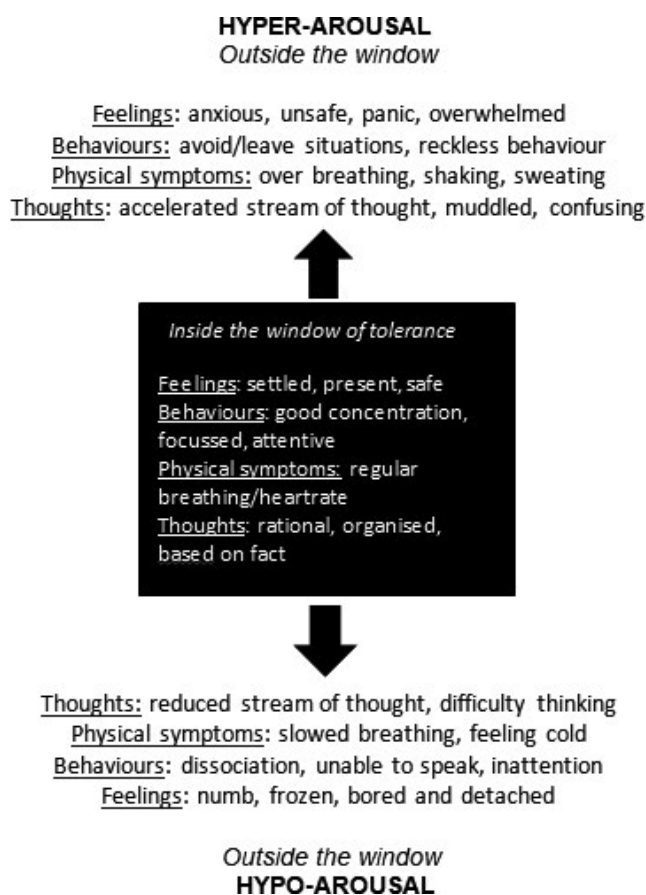 HYPER-AROUSAL
Outside the window
Feelings: anxious, unsafe, panic, overwhelmed
Behaviours: avoid/leave situations, reckless behaviour
Physical symptoms: over breathing, shaking, sweating
Thoughts: accelerated stream of thought, muddled, confusing
Inside the window of tolerance
Feelings: settled, present, safe
Behaviours: good concentration,
focussed, attentive
Physical symptoms: regular
breathing/heartrate
Thoughts: rational, organised,
based on fact
Thoughts: reduced stream of thought, difficulty thinking
Physical symptoms: slowed breathing, feeling cold
Behaviours: dissociation, unable to speak, inattention
Feelings: numb, frozen, bored and detached
Outside the window
HYPO-AROUSAL